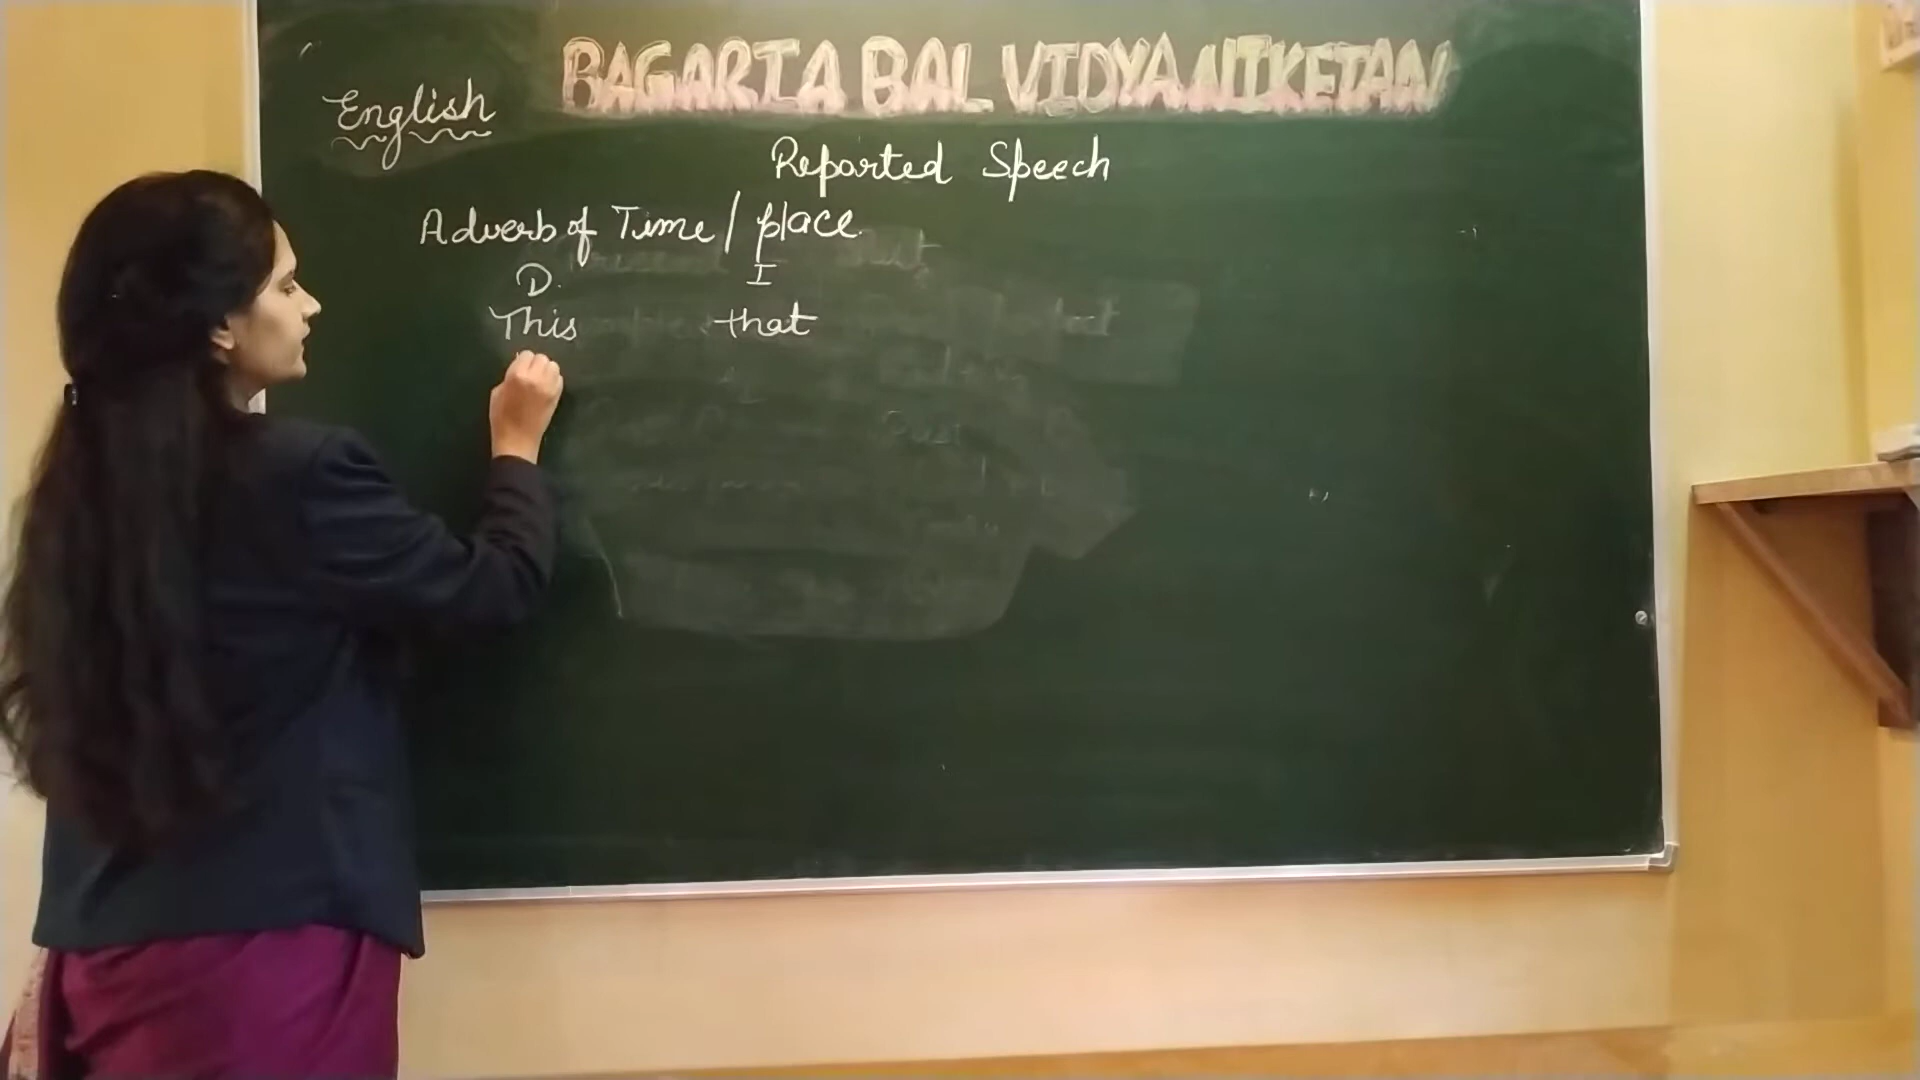 BAGARIA BAL VIDYA NIKETAN
English
Reported Speech
Adverb of Time / place
D. I
This that